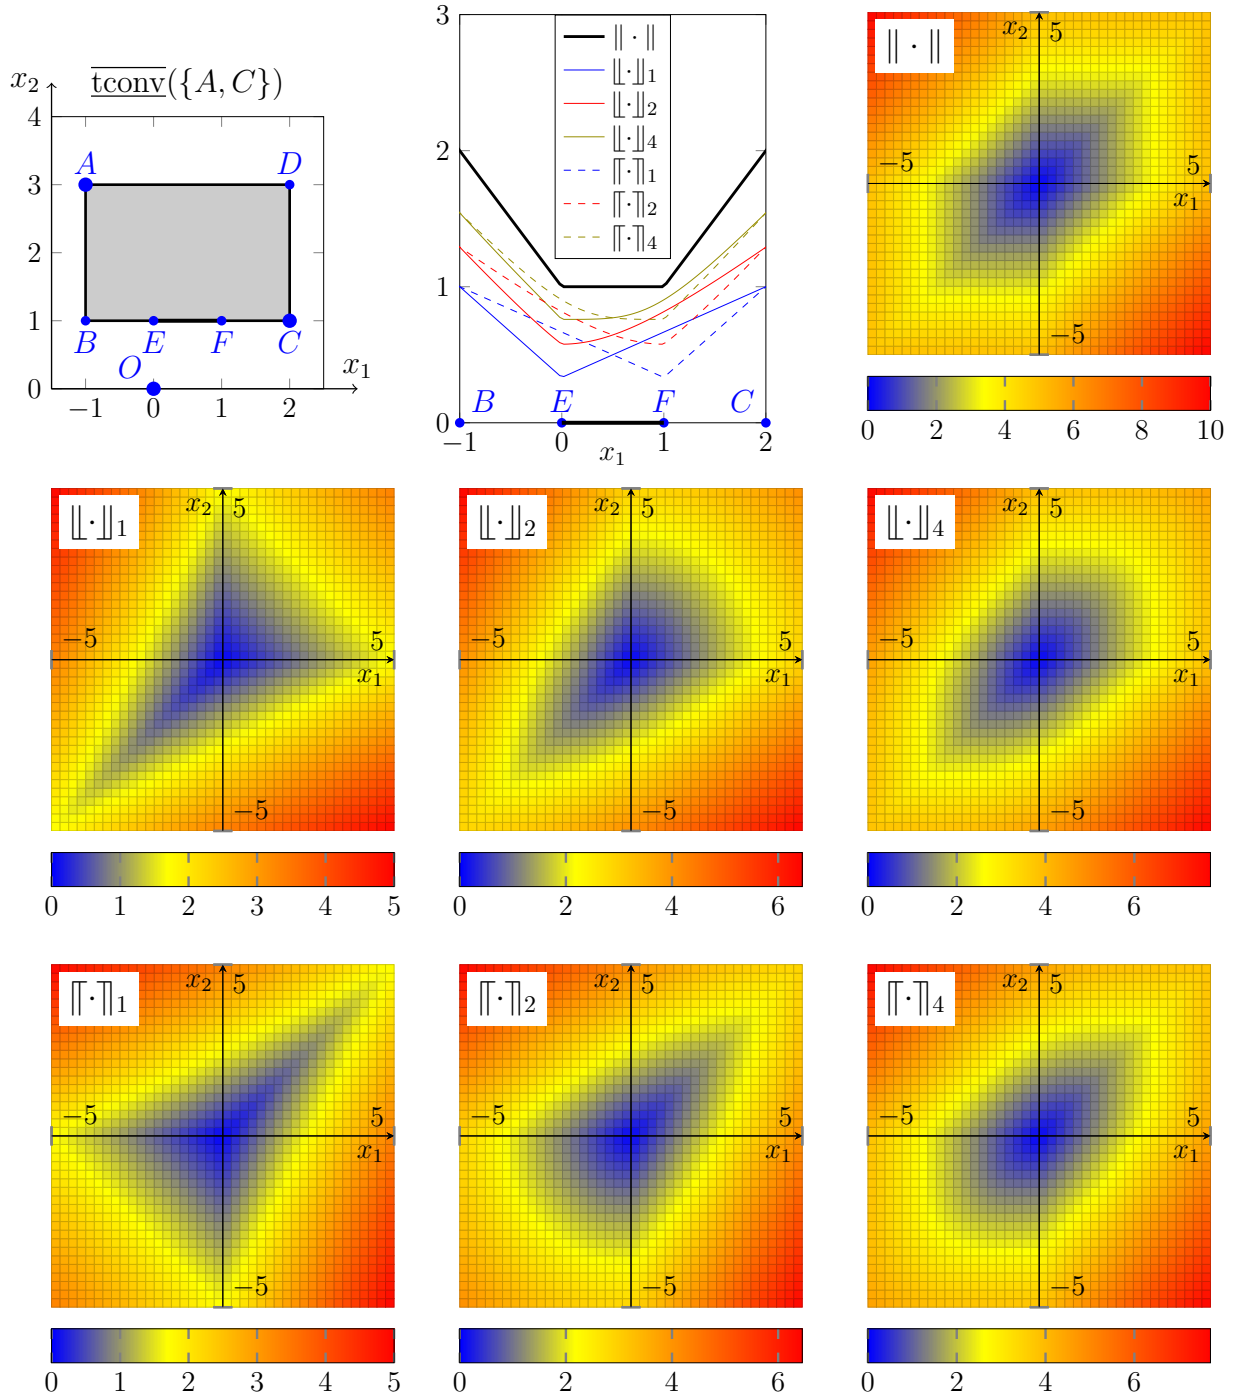 x₂
t̲c̲o̲n̲v̲̅({A, C})
4
3
2
1
0
A
D
B
E
F
C
O
x₁
−1
0
1
2
3
2
1
0
‖ · ‖
⌊⌊·⌋⌋₁
⌊⌊·⌋⌋₂
⌊⌊·⌋⌋₄
⌈⌈·⌉⌉₁
⌈⌈·⌉⌉₂
⌈⌈·⌉⌉₄
B
E
F
C
−1
0
1
2
x₁
‖ · ‖
x₂
5
−5
5
x₁
−5
0 2 4 6 8 10
⌊⌊·⌋⌋₁
x₂
5
−5
5
x₁
−5
0 1 2 3 4 5
⌊⌊·⌋⌋₂
x₂
5
−5
5
x₁
−5
0 2 4 6
⌊⌊·⌋⌋₄
x₂
5
−5
5
x₁
−5
0 2 4 6
⌈⌈·⌉⌉₁
x₂
5
−5
5
x₁
−5
0 1 2 3 4 5
⌈⌈·⌉⌉₂
x₂
5
−5
5
x₁
−5
0 2 4 6
⌈⌈·⌉⌉₄
x₂
5
−5
5
x₁
−5
0 2 4 6